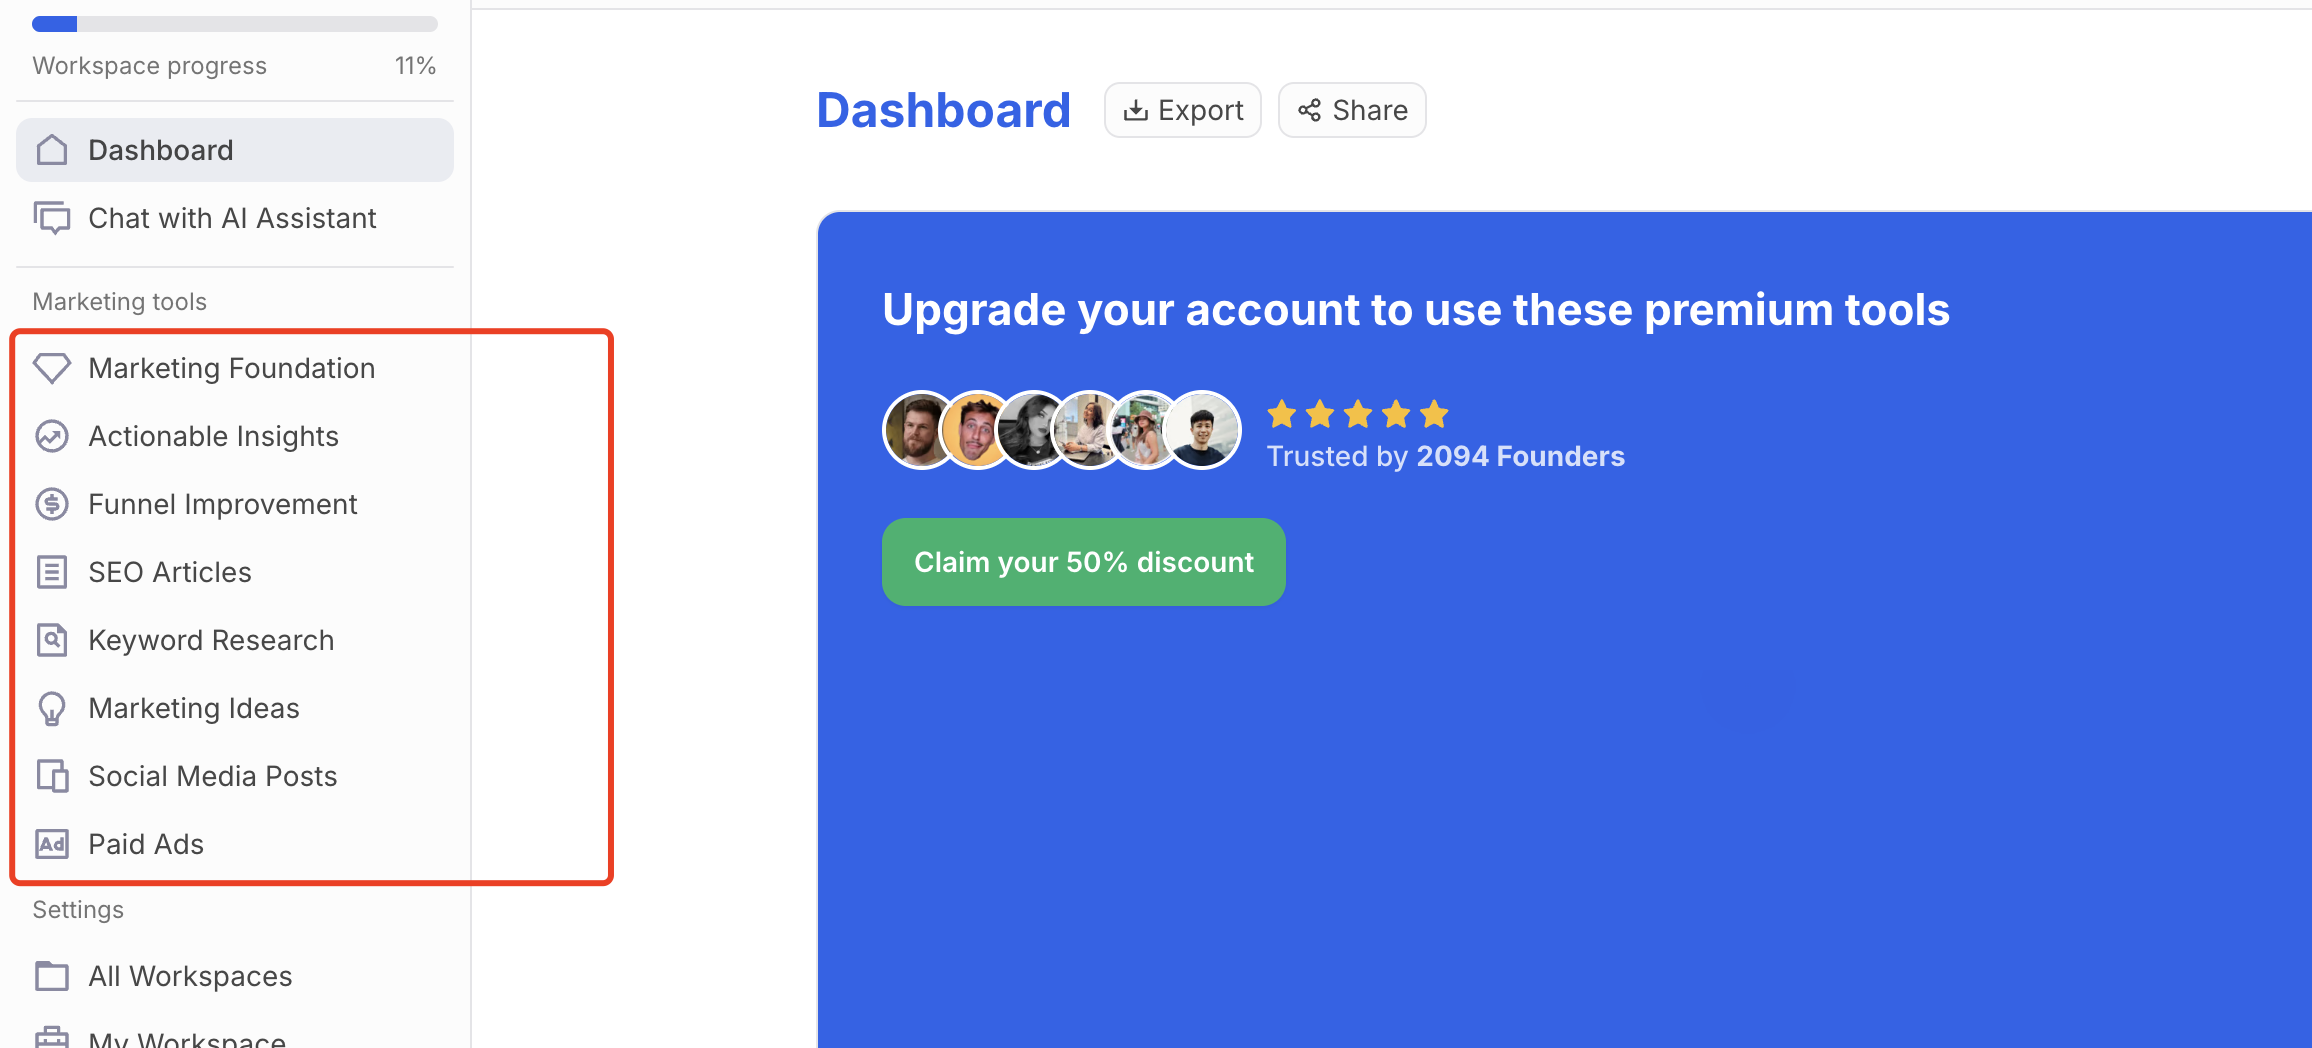 Workspace progress 11%
Dashboard
Chat with AI Assistant
Marketing tools
Marketing Foundation
Actionable Insights
Funnel Improvement
SEO Articles
Keyword Research
Marketing Ideas
Social Media Posts
Ad Paid Ads
Settings
All Workspaces
My Workspace
Dashboard
Export
Share
Upgrade your account to use these premium tools
Trusted by 2094 Founders
Claim your 50% discount